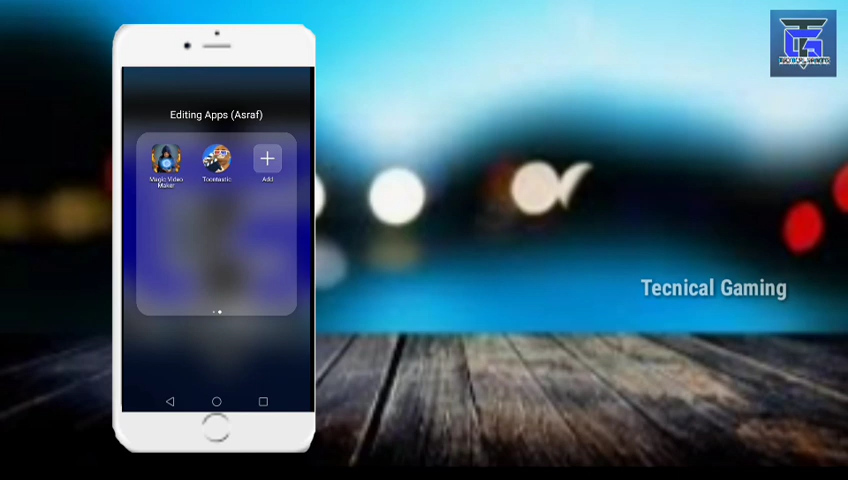 Editing Apps (Asraf)
Magic Video
Maker
Toontastic
Add
Tecnical Gaming